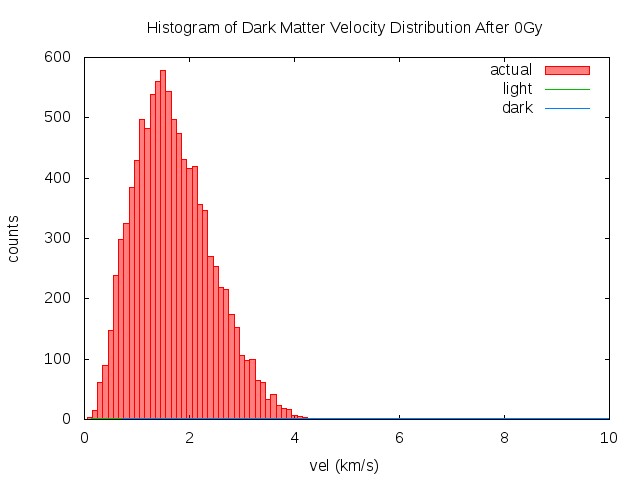 Histogram of Dark Matter Velocity Distribution After 0Gy
actual
light
dark
600
500
400
300
200
100
0
counts
0 2 4 6 8 10
vel (km/s)